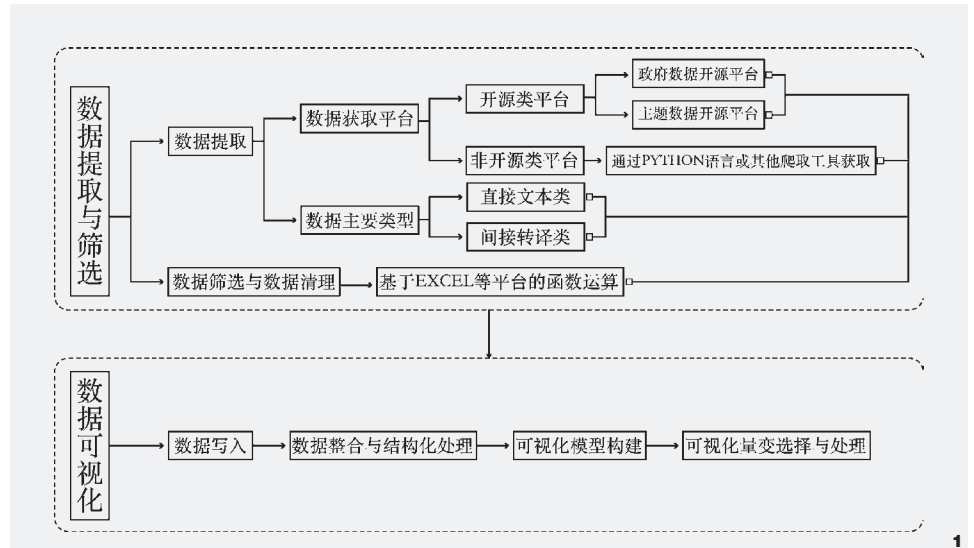 数据提取与筛选
数据提取
数据获取平台
开源类平台
政府数据开源平台
主题数据开源平台
非开源类平台
通过PYTHON语言或其他爬取工具获取
数据主要类型
直接文本类
间接转译类
数据筛选与数据清理
基于EXCEL等平台的函数运算
数据可视化
数据写入
数据整合与结构化处理
可视化模型构建
可视化量变选择与处理
1